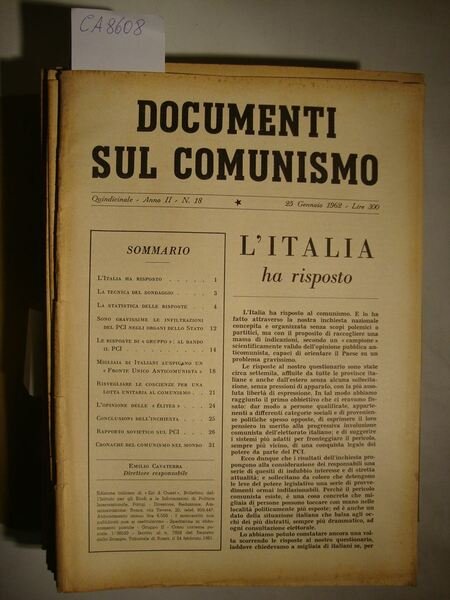 CA8608
DOCUMENTI
SUL COMUNISMO
Quindicinale - Anno II - N. 18
25 Gennaio 1962 - Lire 300
SOMMARIO
L'Italia ha risposto . . . . . . 1
La tecnica del sondaggio . . . . 3
La statistica delle risposte . . . 4
Sono gravissime le infiltrazioni
del PCI negli organi dello Stato 12
Le risposte di « gruppo »: al bando
il PCI . . . . . . . . . 14
Migliaia di italiani auspicano un
« Fronte Unico Anticomunista » 18
Risvegliare le coscienze per una
lotta unitaria al comunismo . . 21
L'opinione delle « élites » . . . 24
Conclusioni dell'inchiesta . . . 25
Rapporto sovietico sul PCI . . . 26
Cronache del comunismo nel mondo 31
Emilio Cavaterra
Direttore responsabile
L'ITALIA
ha risposto
L'Italia ha risposto al comunismo. E lo ha
fatto attraverso la nostra inchiesta nazionale
concepita e organizzata senza scopi polemici o
partitici, ma con il proposito di raccogliere una
massa di indicazioni, secondo un « campione »
scientificamente valido dell'opinione pubblica an-
ticomunista, capaci di orientare il Paese su un
problema gravissimo.
Le risposte al nostro questionario sono state
circa settemila, affluite da tutte le province ita-
liane e anche dall'estero senza alcuna sollecita-
zione, senza pressioni di apparato, con la più as-
soluta libertà di espressione. In tal modo abbiamo
raggiunto il primo obbiettivo che ci eravamo fis-
sato: dar modo a persone qualificate, apparte-
nenti a differenti categorie sociali e di provenien-
ze politiche spesso opposte, di esprimere il loro
pensiero in merito alla progressiva involuzione
comunista dell'elettorato italiano; e di suggerire
i sistemi più adatti per fronteggiare il pericolo,
sempre più vicino, di una conquista legale del
potere da parte del PCI.
Ecco dunque che i risultati dell'inchiesta pro-
pongono alla considerazione dei responsabili una
serie di quesiti di indubbio interesse e di stretta
attualità; e sollecitano da coloro che detengono
le leve del potere legislativo una serie di prove-
dimenti ormai indilazionabili. Perché il pericolo
comunista esiste, è una cosa concreta che mi-
gliaia di persone possono toccare con mano nelle
località politicamente più esposte; ed è anche un
dato della situazione italiana che balza agli oc-
chi dei più distratti, sempre più drammatico, ad
ogni consultazione elettorale.
Lo abbiamo potuto constatare ancora una vol-
ta scorrendo le risposte al nostro questionario,
laddove chiedevamo a migliaia di italiani se, per